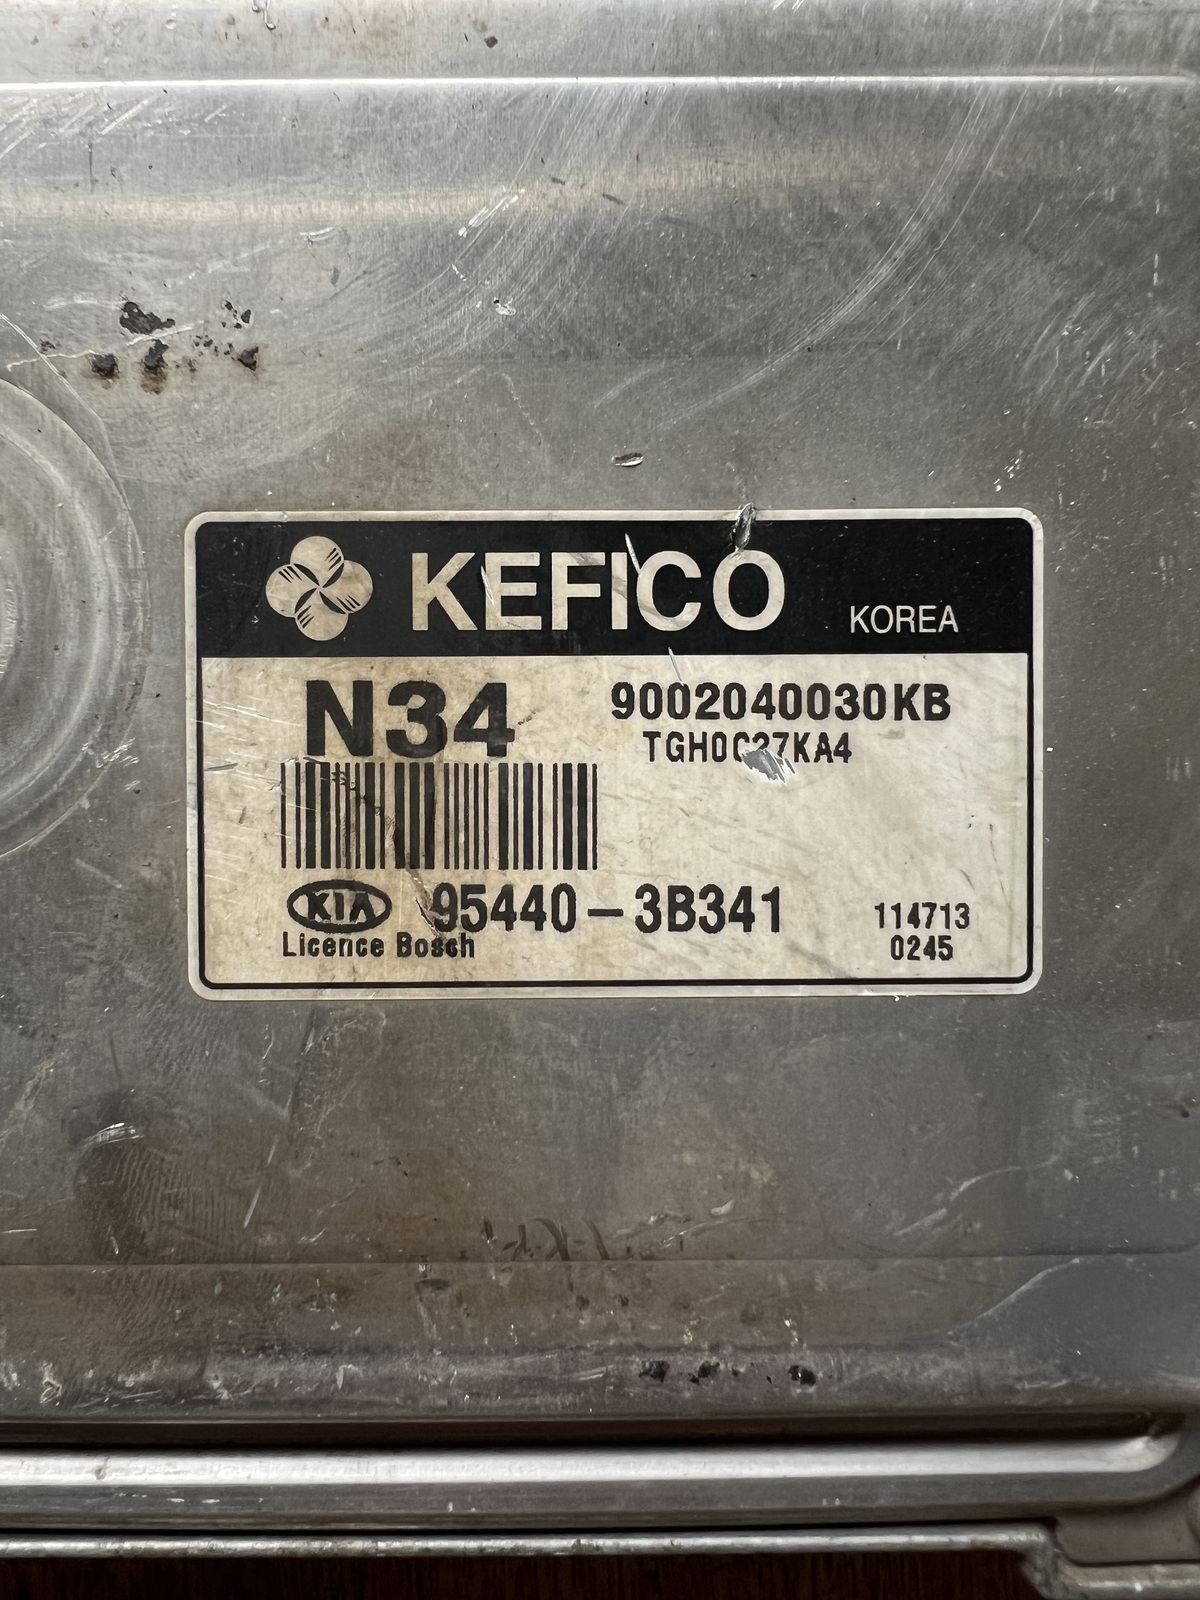 KEFICO KOREA
N34
9002040030KB
95440-3B341
KIA
Licence Bosch
114713
0245